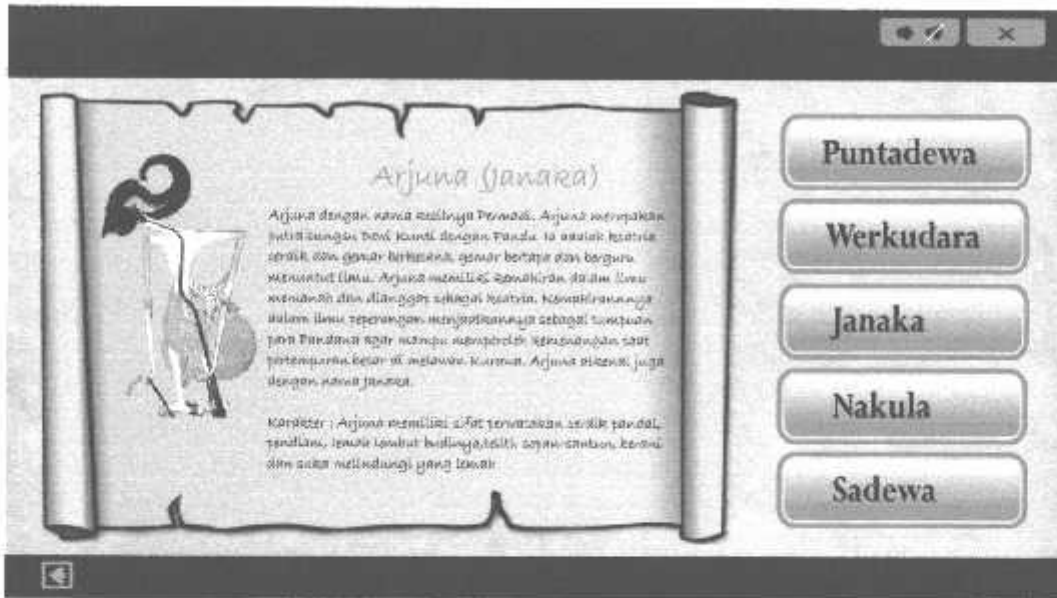 Arjuna (Janaka)
Arjuna dengan nama kecilnya Permadi. Arjuna merupakan
putra bungsu Dewi Kunti dengan Pandu. Ia adalah ksatria
cerdik dan gemar berkelana, gemar bertapa dan berguru
menuntut ilmu. Arjuna memiliki kemahiran dalam ilmu
memanah dan dianggap sebagai ksatria. Kemahirannnya
dalam ilmu peperangan menjadikannya sebagai tumpuan
para Pandawa agar mampu memperoleh kemenangan saat
pertempuran besar di melawan Kurawa. Arjuna dikenal juga
dengan nama Janaka.
Karakter : Arjuna memiliki sifat perwatakan cerdik pandai,
pendiam, lemah lembut budinya, teliti, sopan-santun, berani
dan suka melindungi yang lemah
Puntadewa
Werkudara
Janaka
Nakula
Sadewa